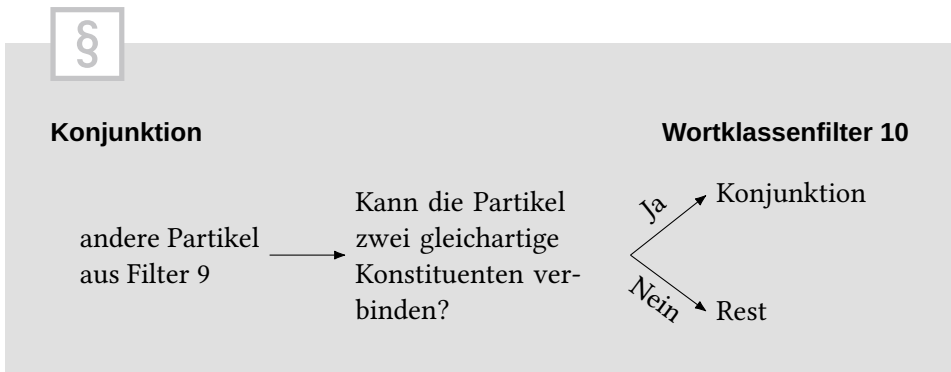 §
Konjunktion
Wortklassenfilter 10
andere Partikel
aus Filter 9
Kann die Partikel
zwei gleichartige
Konstituenten ver-
binden?
Ja
Konjunktion
Nein
Rest